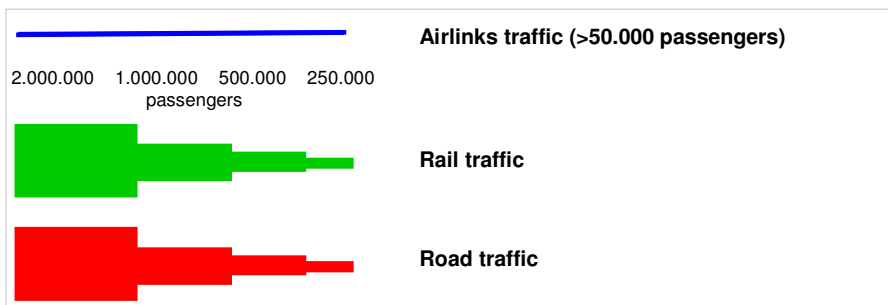 Airlinks traffic (>50.000 passengers)
2.000.000 1.000.000 500.000 250.000
passengers
Rail traffic
Road traffic